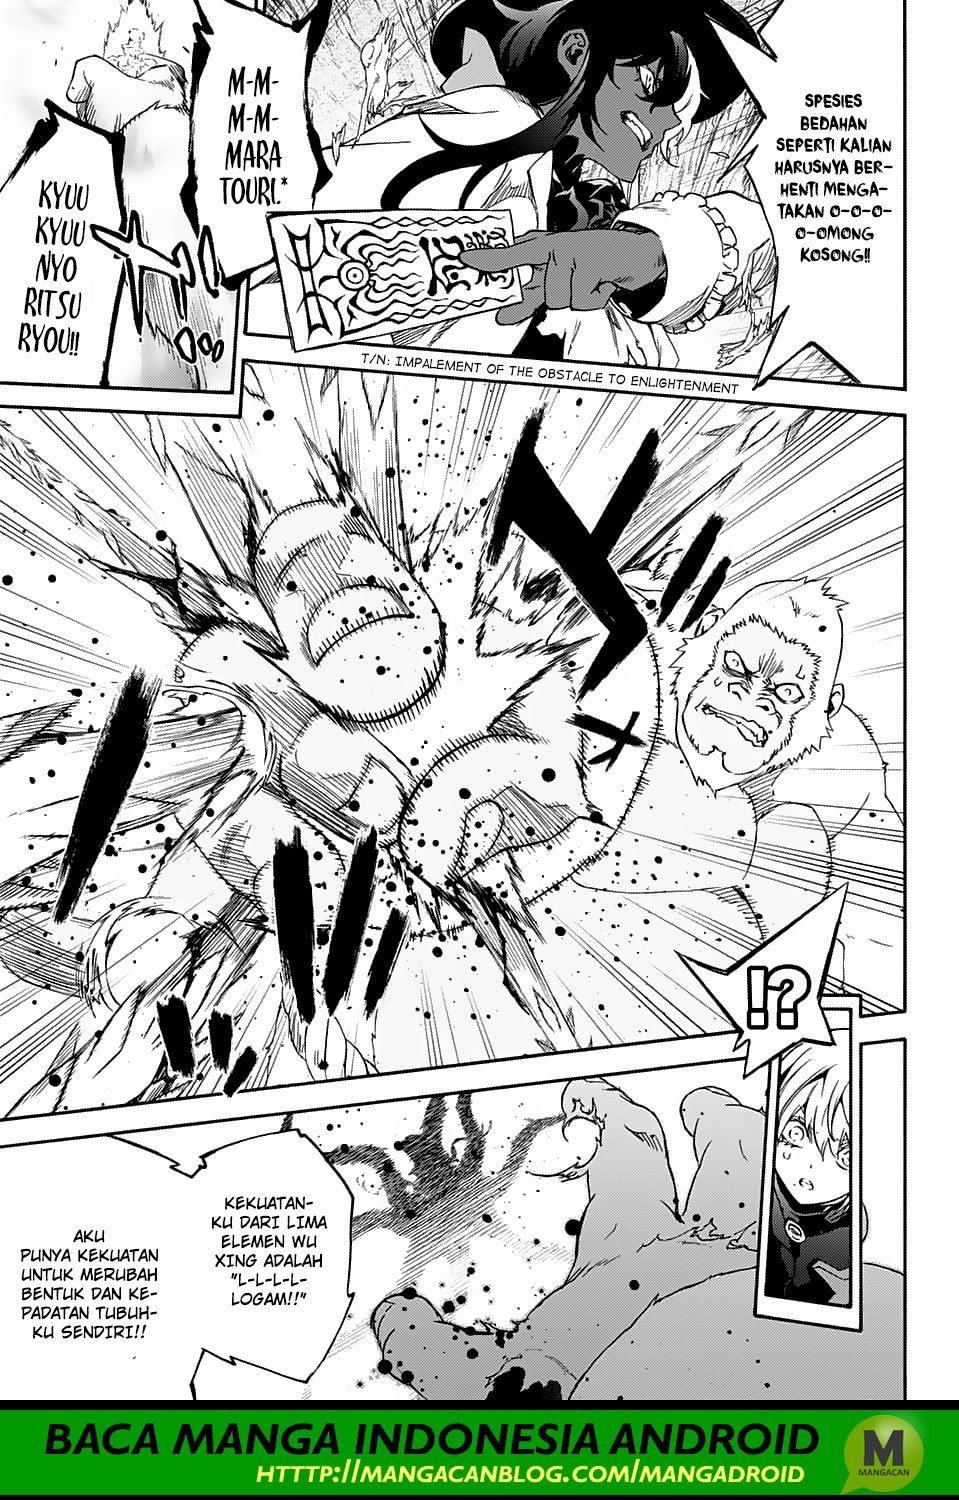 SPESIES
BEDAHAN
SEPERTI KALIAN
HARUSNYA BER-
HENTI MENGA-
TAKAN O-O-O-
O-OMONG
KOSONG!!
M-M-
M-M-
MARA
TOURI.*
KYUU
KYUU
NYO
RITSU
RYOU!!
T/N: IMPALEMENT OF THE OBSTACLE TO ENLIGHTENMENT
!?
KEKUATAN-
KU DARI LIMA
ELEMEN WU
XING ADALAH
"L-L-L-L-
LOGAM!!"
AKU
PUNYA KEKUATAN
UNTUK MERUBAH
BENTUK DAN KE-
PADATAN TUBUH-
KU SENDIRI!!
BACA MANGA INDONESIA ANDROID
HTTTP://MANGACANBLOG.COM/MANGADROID
M
MANGACAN